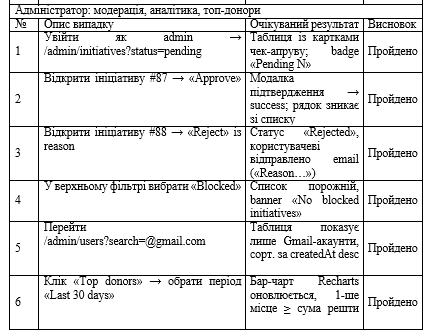 Адміністратор: модерація, аналітика, топ-донори
№ Опис випадку Очікуваний результат Висновок
1 Увійти як admin → /admin/initiatives?status=pending Таблиця із картками чек-апруву; badge «Pending N» Пройдено
2 Відкрити ініціативу #87 → «Approve» Модалка підтвердження → success; рядок зникає зі списку Пройдено
3 Відкрити ініціативу #88 → «Reject» із reason Статус «Rejected», користувачеві відправлено email («Reason…») Пройдено
4 У верхньому фільтрі вибрати «Blocked» Список порожній, banner «No blocked initiatives» Пройдено
5 Перейти /admin/users?search=@gmail.com Таблиця показує лише Gmail-акаунти, сорт. за createdAt desc Пройдено
6 Клік «Top donors» → обрати період «Last 30 days» Бар-чарт Recharts оновлюється, 1-ше місце ≥ сума решти Пройдено